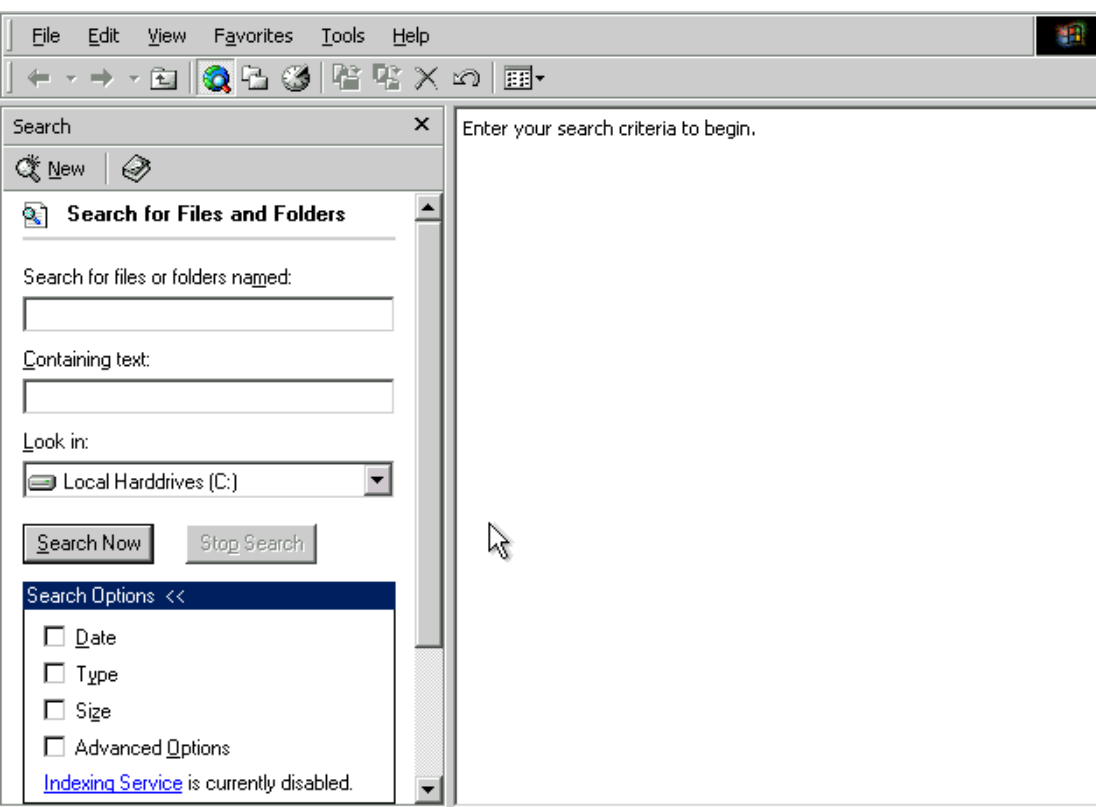 File Edit View Favorites Tools Help
Search
Enter your search criteria to begin.
New
Search for Files and Folders
Search for files or folders named:
Containing text:
Look in:
Local Harddrives (C:)
Search Now Stop Search
Search Options <<
Date
Type
Size
Advanced Options
Indexing Service is currently disabled.